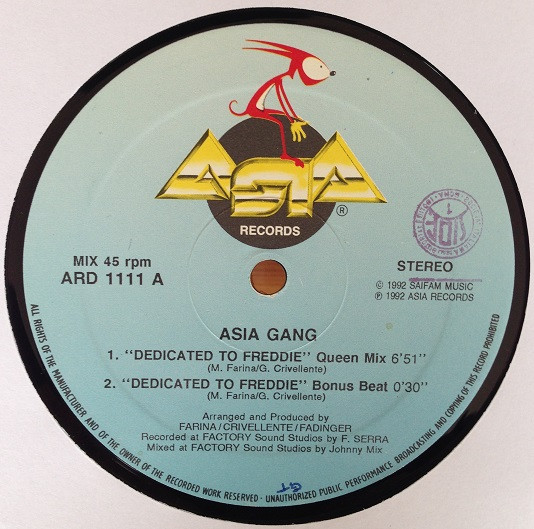 ASIA
®
RECORDS
MIX 45 rpm
ARD 1111 A
STEREO
© 1992 SAIFAM MUSIC
℗ 1992 ASIA RECORDS
ASIA GANG
1. "DEDICATED TO FREDDIE" Queen Mix 6'51"
(M. Farina/G. Crivellente)
2. "DEDICATED TO FREDDIE" Bonus Beat 0'30"
(M. Farina/G. Crivellente)
Arranged and Produced by
FARINA/CRIVELLENTE/FADINGER
Recorded at FACTORY Sound Studios by F. SERRA
Mixed at FACTORY Sound Studios by Johnny Mix
ALL RIGHTS OF THE MANUFACTURER AND OF THE OWNER OF THE RECORDED WORK RESERVED - UNAUTHORIZED PUBLIC PERFORMANCE BROADCASTING AND COPYING OF THIS RECORD PROHIBITED